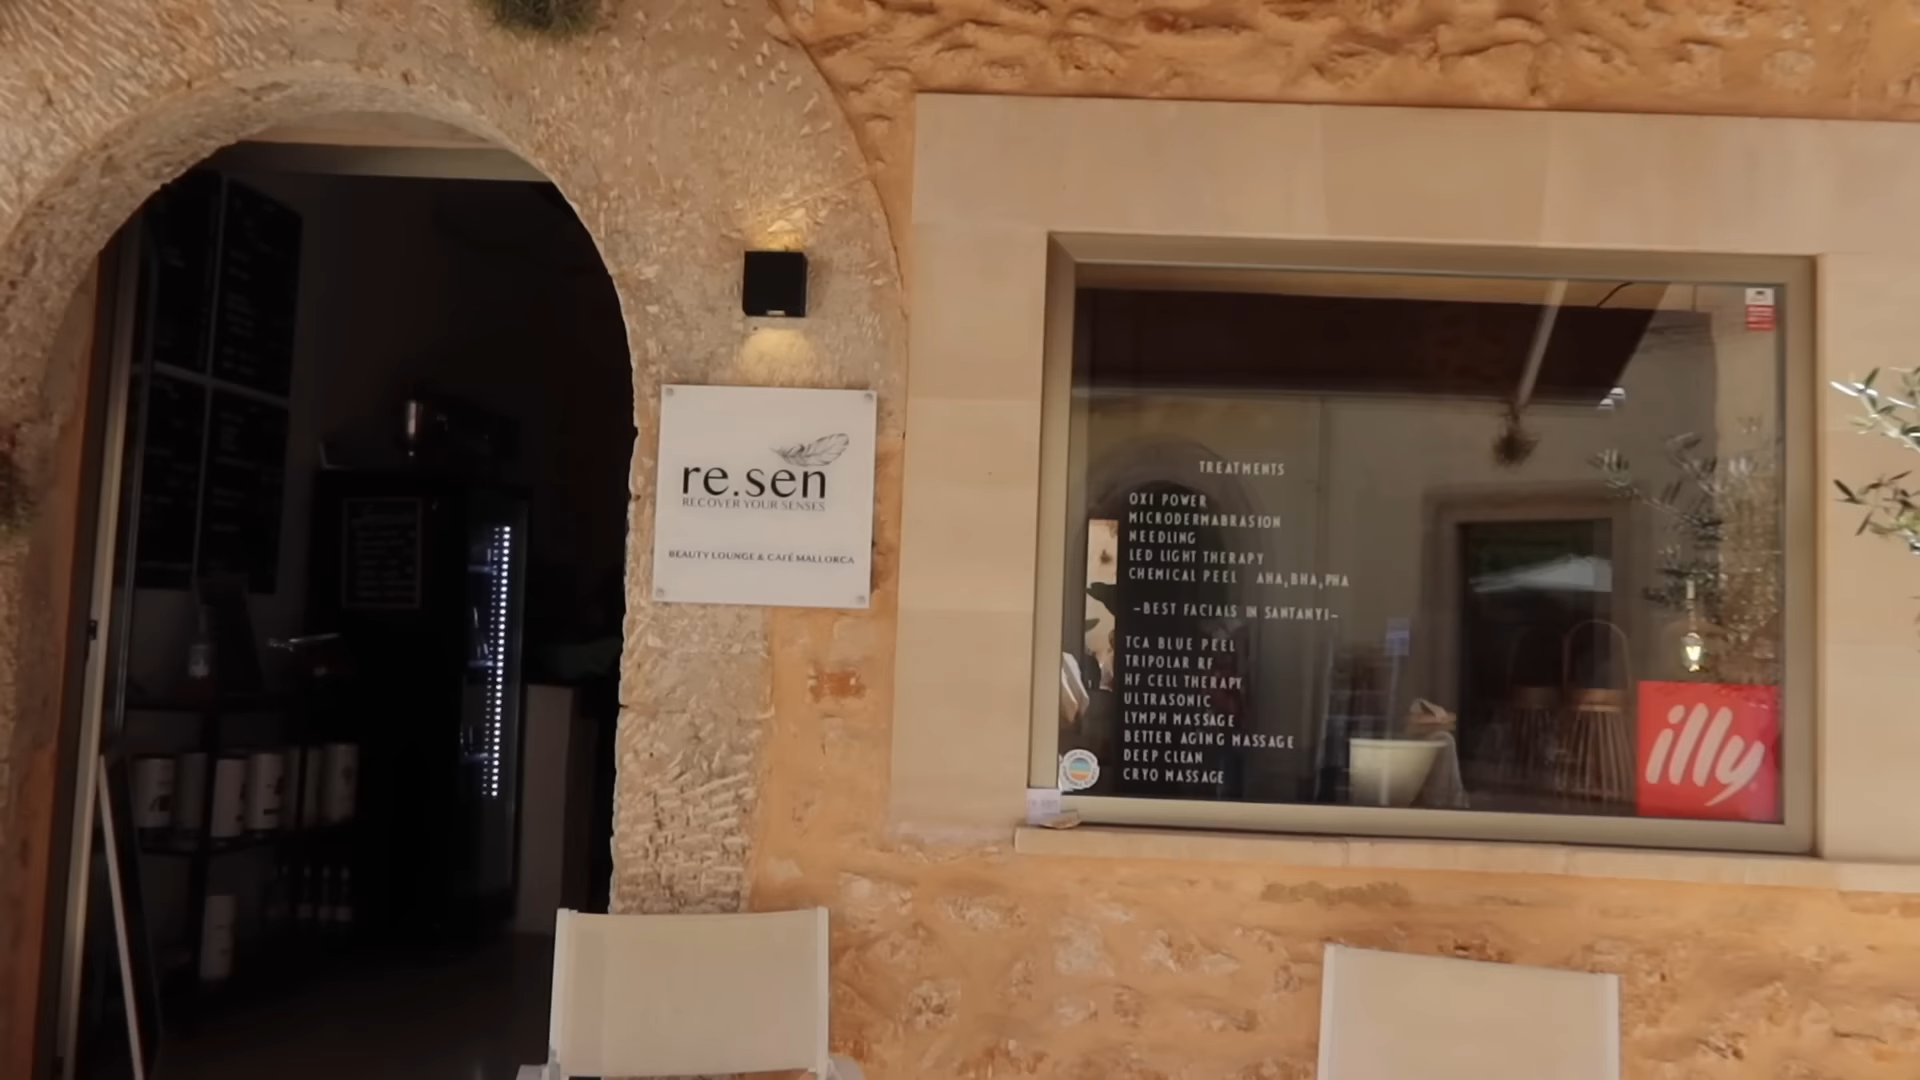 re.sen
RECOVER YOUR SENSES
BEAUTY LOUNGE & CAFÉ MALLORCA
TREATMENTS
OXI POWER
MICRODERMABRASION
NEEDLING
LED LIGHT THERAPY
CHEMICAL PEEL AHA,BHA,PHA
-BEST FACIALS IN SANTANYI-
TCA BLUE PEEL
TRIPOLAR RF
HF CELL THERAPY
ULTRASONIC
LYMPH MASSAGE
BETTER AGING MASSAGE
DEEP CLEAN
CRYO MASSAGE
illy